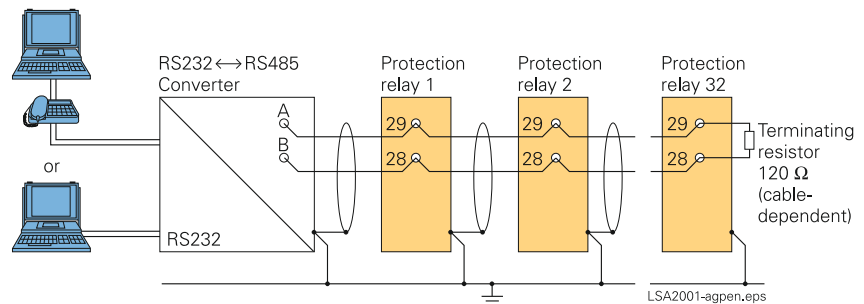 RS232 ↔ RS485
Converter
Protection
relay 1
Protection
relay 2
Protection
relay 32
A
B
29
28
29
28
29
28
Terminating
resistor
120 Ω
(cable-
dependent)
or
RS232
LSA2001-agpen.eps